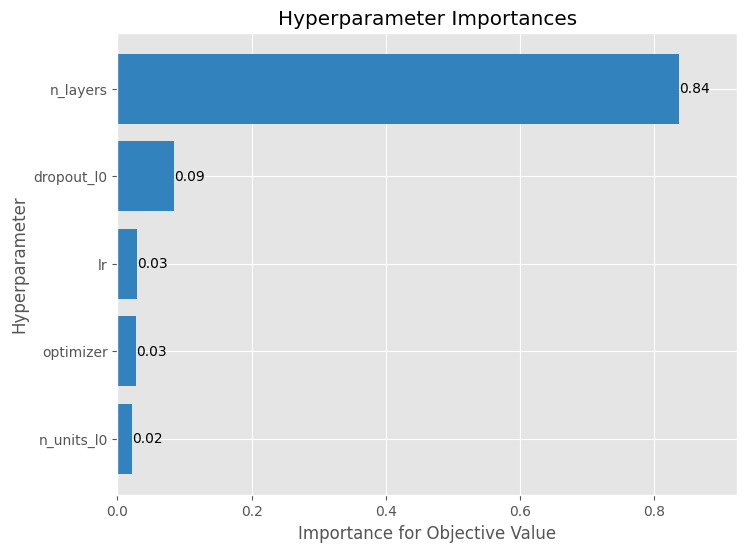 Hyperparameter Importances
Hyperparameter
n_layers
0.84
dropout_l0
0.09
lr
0.03
optimizer
0.03
n_units_l0
0.02
0.0
0.2
0.4
0.6
0.8
Importance for Objective Value